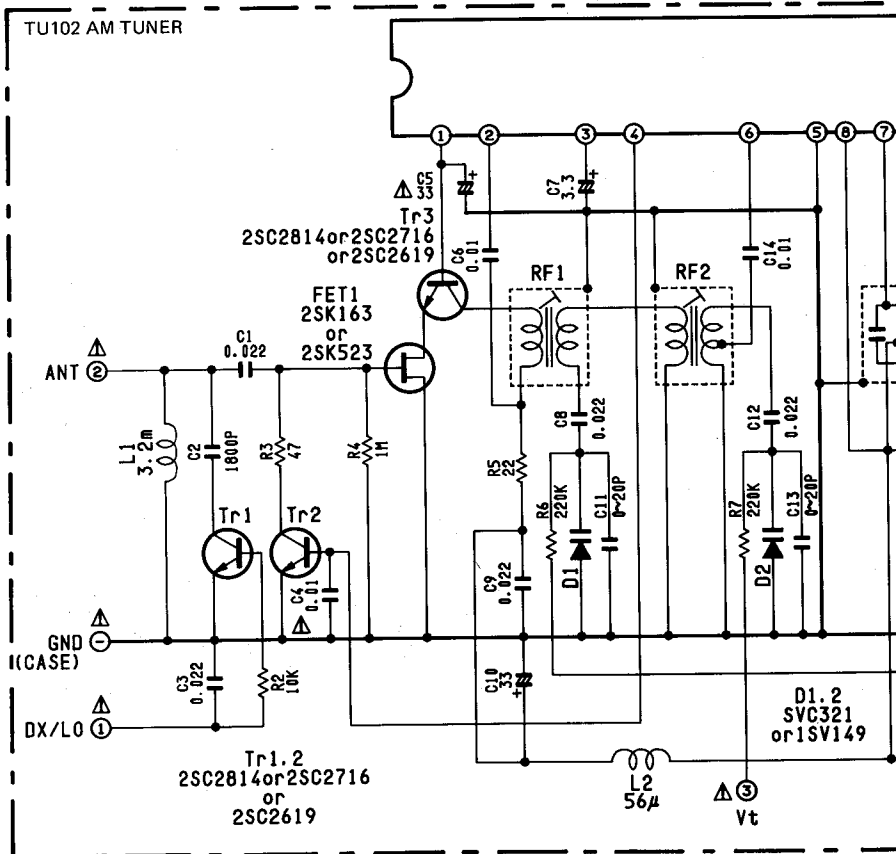 TU102 AM TUNER
① ② ③ ④ ⑥ ⑤ ⑧ ⑦
C5
33
+
C7
3.3
+
Tr3
2SC2814or2SC2716
or2SC2619
C6
0.01
C14
0.01
RF1
RF2
FET1
2SK163
or
2SK523
C1
0.022
ANT ②
L1
3.2m
C2
1800P
R3
47
R4
1M
C8
0.022
C12
0.022
R5
22
R6
220K
C11
0~20P
R7
220K
C13
0~20P
Tr1
Tr2
D1
D2
C4
0.01
C9
0.022
GND ⊖
(CASE)
C3
0.022
R2
10K
C10
33
+
DX/LO ①
D1.2
SVC321
or1SV149
Tr1.2
2SC2814or2SC2716
or
2SC2619
L2
56μ
③
Vt